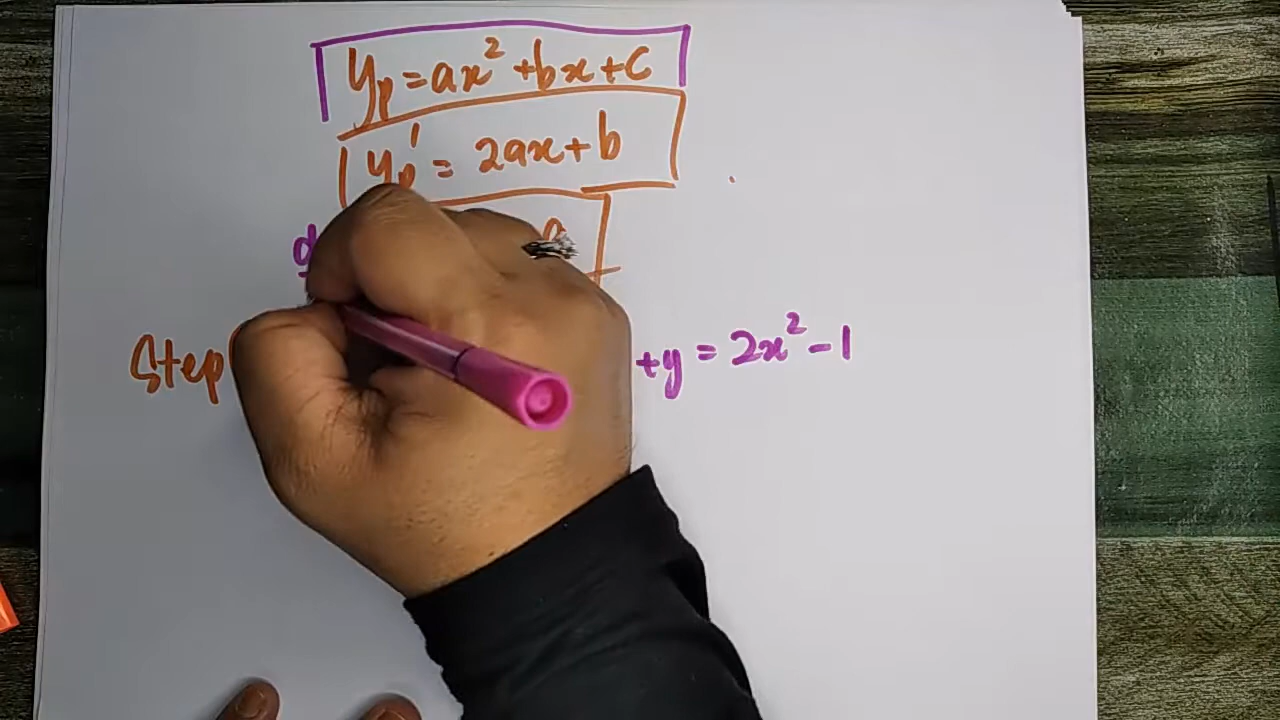 yp = ax² + bx + c
yp' = 2ax + b
Step
+y = 2x² - 1